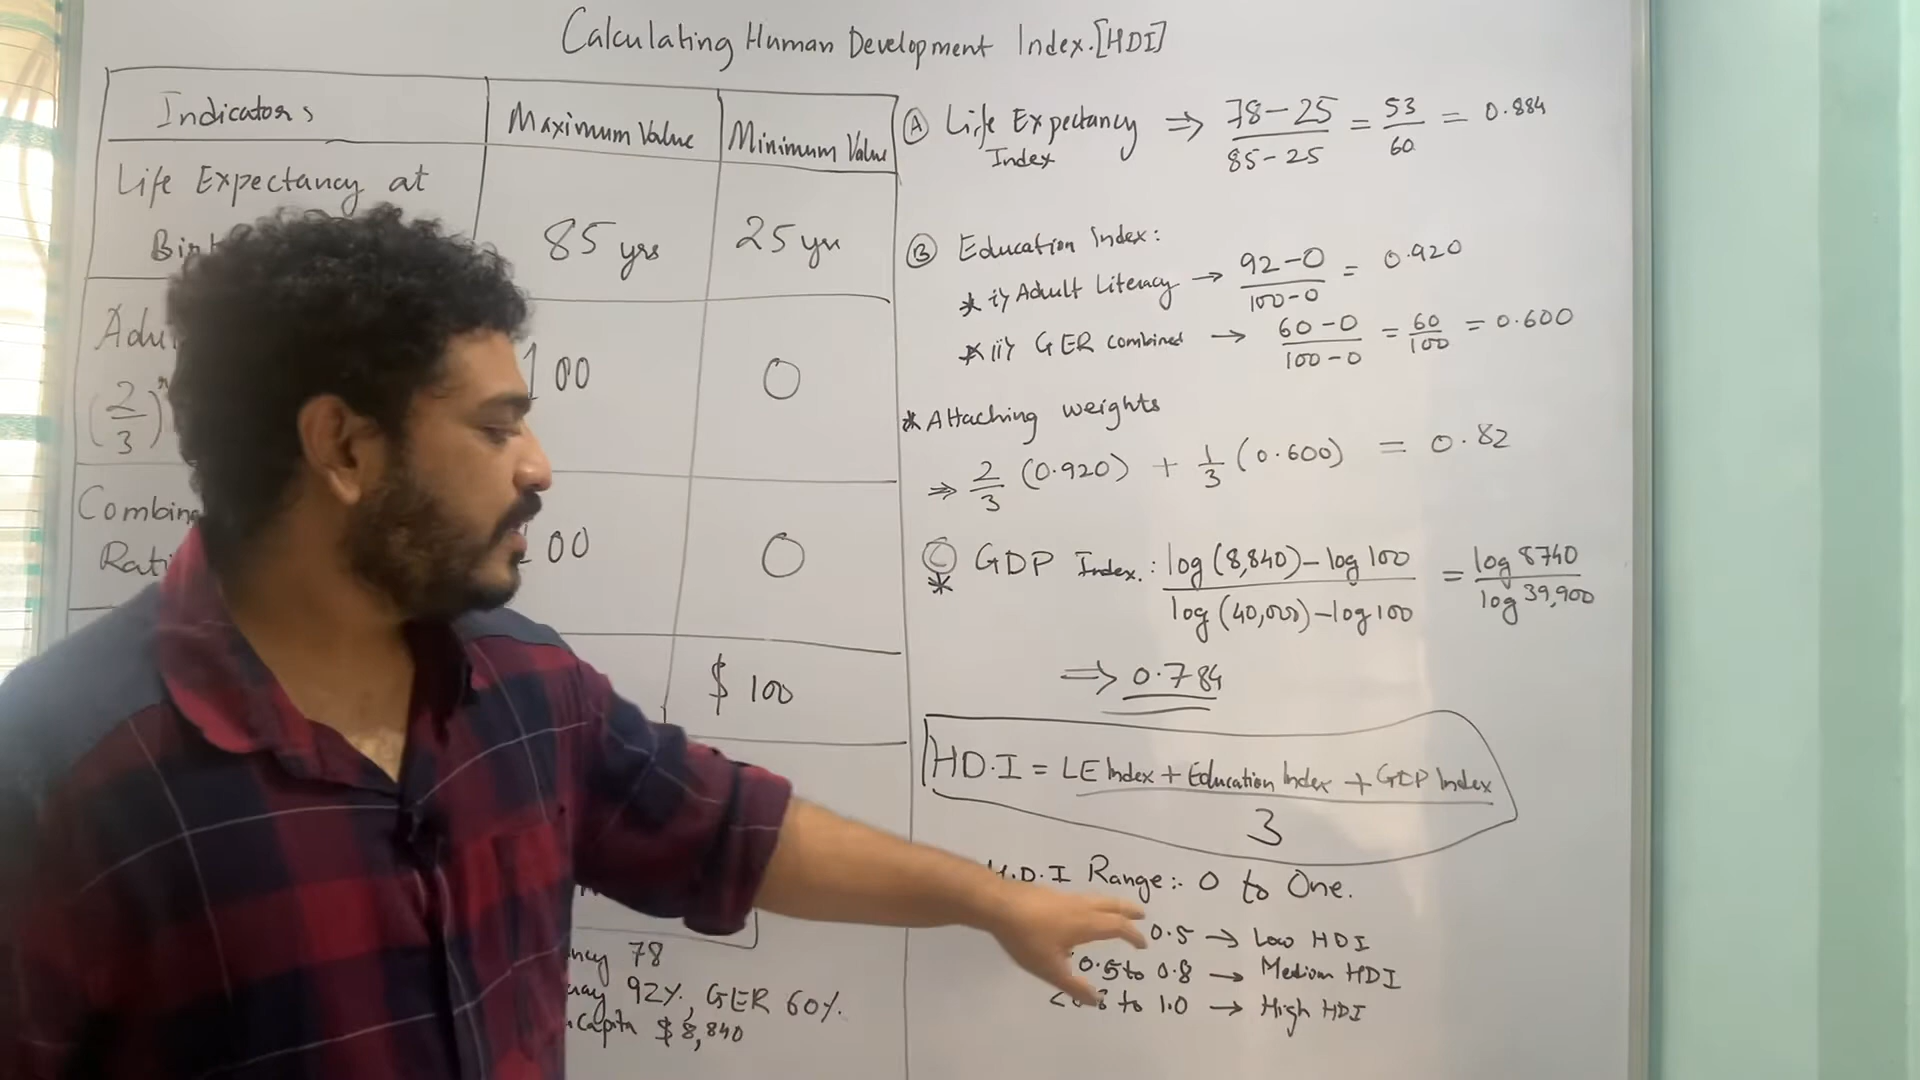 Calculating Human Development Index.[HDI]
Indicators
Maximum Value
Minimum Value
Life Expectancy at
85 yrs
25 yrs
(2/3)
100
0
100
0
$ 100
78
92%, GER 60%.
Capita $ 8,840
(A) Life Expectancy Index ⇒ (78-25)/(85-25) = 53/60 = 0.884
(B) Education Index:
* i) Adult Literacy → (92-0)/(100-0) = 0.920
* ii) GER combined → (60-0)/(100-0) = 60/100 = 0.600
* Attaching weights
⇒ 2/3 (0.920) + 1/3 (0.600) = 0.82
(C) * GDP Index.: (log (8,840) - log 100)/(log (40,000) - log 100) = log 8740/log 39,900
⇒ 0.784
HD.I = (LE Index + Education Index + GDP Index)/3
H.D.I Range:- 0 to One.
0.5 → Low HDI
0.5 to 0.8 → Medium HDI
to 1.0 → High HDI